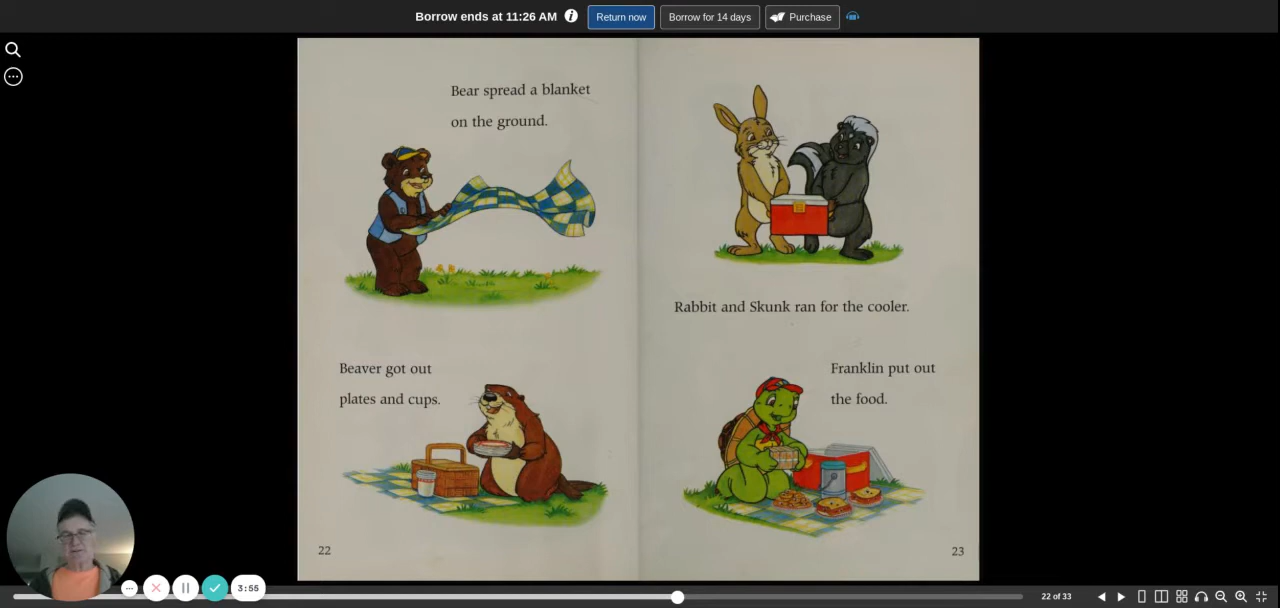 Borrow ends at 11:26 AM
Return now
Borrow for 14 days
Purchase
Bear spread a blanket
on the ground.
Beaver got out
plates and cups.
22
Rabbit and Skunk ran for the cooler.
Franklin put out
the food.
23
3:55
22 of 33